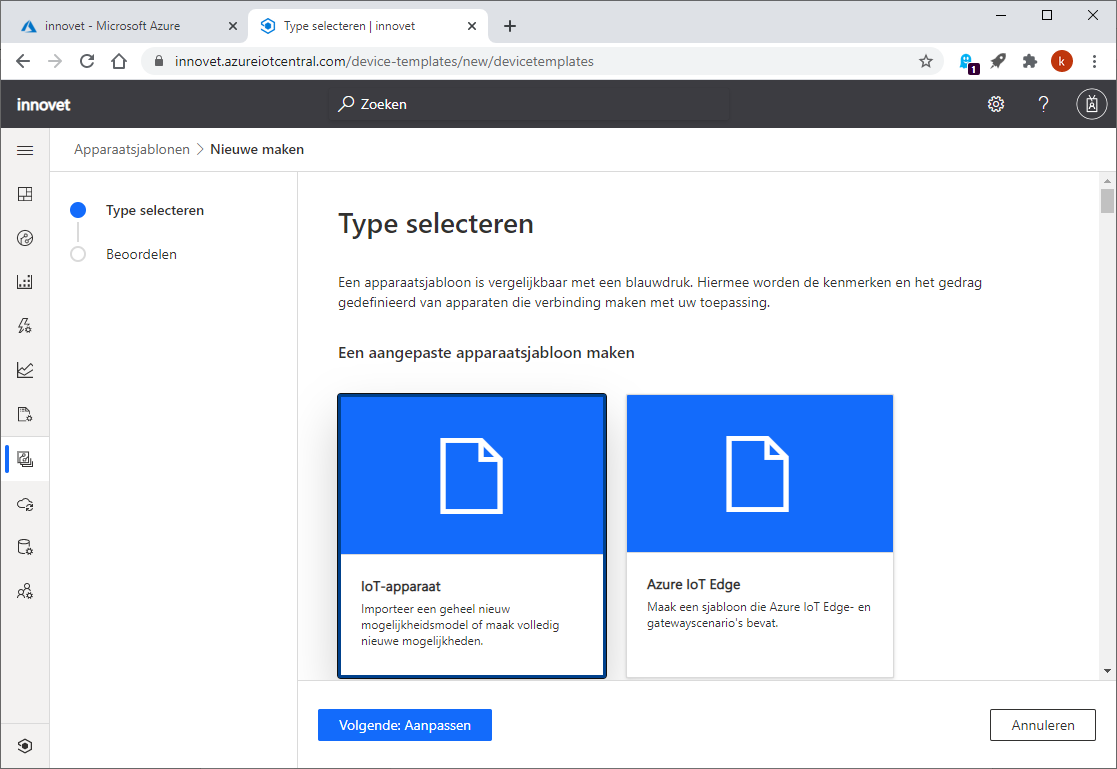 innovet - Microsoft Azure
Type selecteren | innovet
innovet.azureiotcentral.com/device-templates/new/devicetemplates
1
k
innovet
Zoeken
?
Apparaatsjablonen > Nieuwe maken
Type selecteren
Beoordelen
Type selecteren
Een apparaatsjabloon is vergelijkbaar met een blauwdruk. Hiermee worden de kenmerken en het gedrag
gedefinieerd van apparaten die verbinding maken met uw toepassing.
Een aangepaste apparaatsjabloon maken
IoT-apparaat
Importeer een geheel nieuw
mogelijkheidsmodel of maak volledig
nieuwe mogelijkheden.
Azure IoT Edge
Maak een sjabloon die Azure IoT Edge- en
gatewayscenario's bevat.
Volgende: Aanpassen
Annuleren